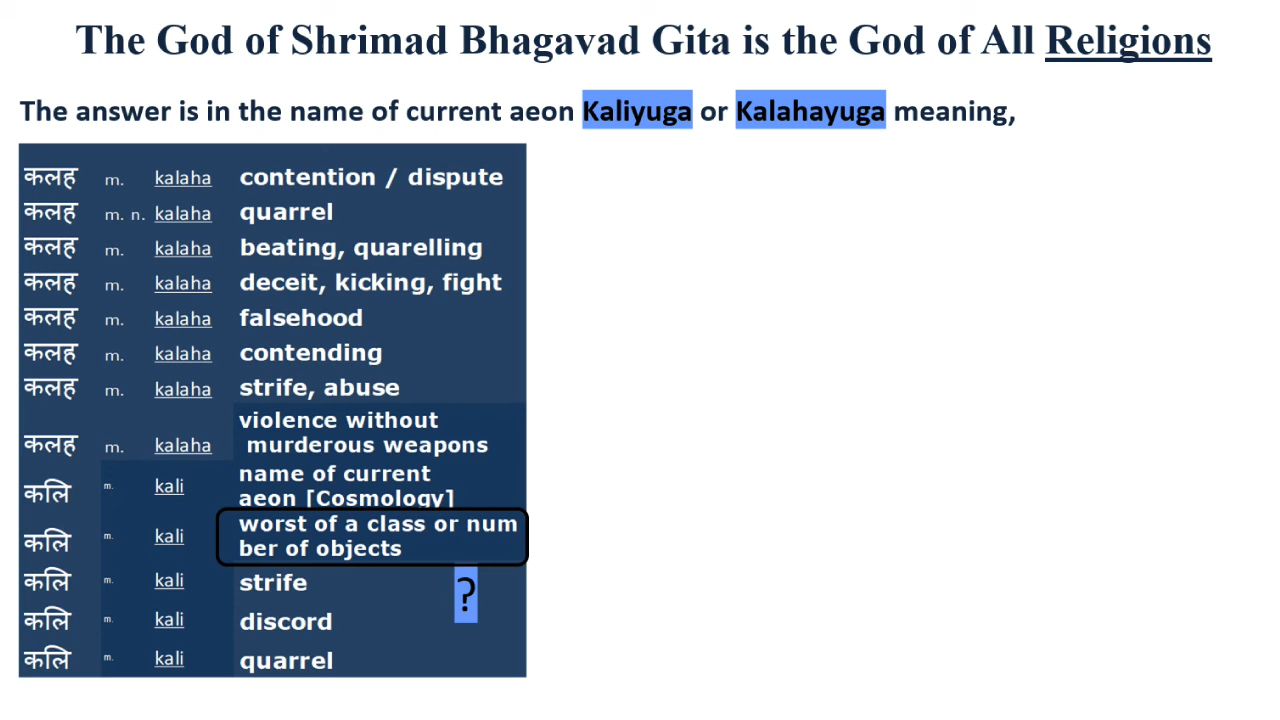 The God of Shrimad Bhagavad Gita is the God of All Religions
The answer is in the name of current aeon Kaliyuga or Kalahayuga meaning,
कलह m. kalaha contention / dispute
कलह m. n. kalaha quarrel
कलह m. kalaha beating, quarelling
कलह m. kalaha deceit, kicking, fight
कलह m. kalaha falsehood
कलह m. kalaha contending
कलह m. kalaha strife, abuse
violence without
कलह m. kalaha murderous weapons
name of current
कलि m. kali aeon [Cosmology]
worst of a class or num
कलि m. kali ber of objects
कलि m. kali strife
?
कलि m. kali discord
कलि m. kali quarrel